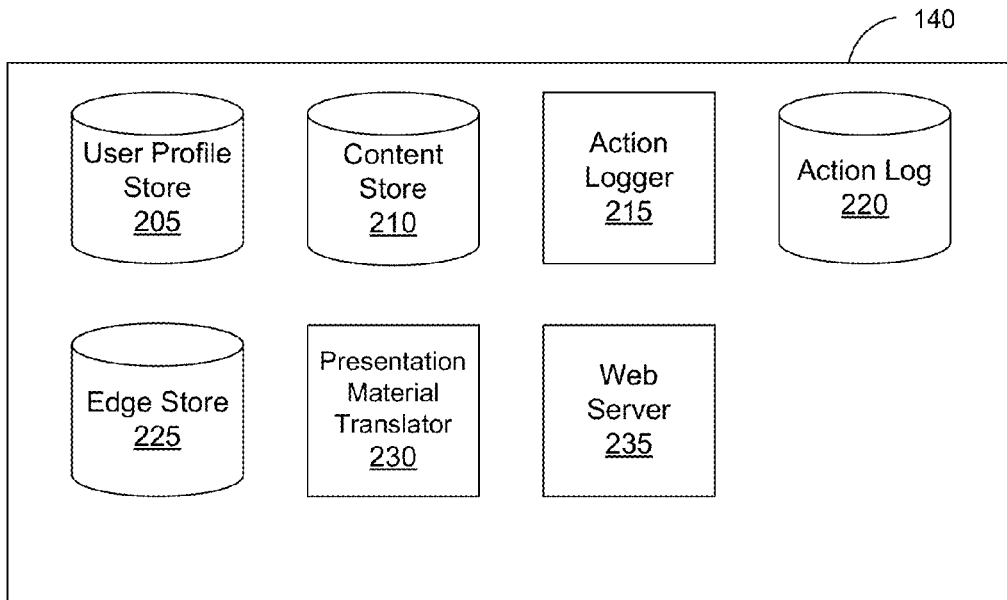 140
User Profile
Store
205
Content
Store
210
Action
Logger
215
Action Log
220
Edge Store
225
Presentation
Material
Translator
230
Web
Server
235